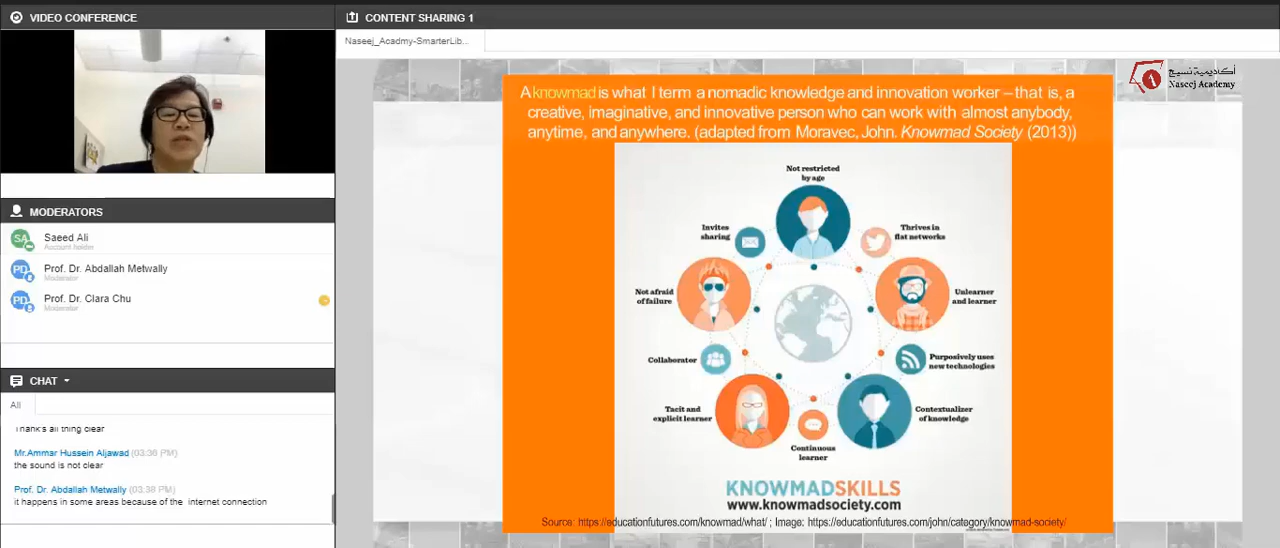 VIDEO CONFERENCE
MODERATORS
SA
Saeed Ali
Account holder
PD
Prof. Dr. Abdallah Metwally
Moderator
PD
Prof. Dr. Clara Chu
Moderator
CHAT
All
Thank's all thing clear
Mr.Ammar Hussein Aljawad (03:36 PM)
the sound is not clear
Prof. Dr. Abdallah Metwally (03:38 PM)
it happens in some areas because of the internet connection
CONTENT SHARING 1
Naseej_Acadmy-SmarterLib...
أكاديمية نسيج
Naseej Academy
A knowmad is what I term a nomadic knowledge and innovation worker – that is, a
creative, imaginative, and innovative person who can work with almost anybody,
anytime, and anywhere. (adapted from Moravec, John. Knowmad Society (2013))
Not restricted
by age
Invites
sharing
Thrives in
flat networks
Not afraid
of failure
Unlearner
and learner
Collaborator
Purposively uses
new technologies
Tacit and
explicit learner
Contextualizer
of knowledge
Continuous
learner
KNOWMADSKILLS
www.knowmadsociety.com
Source: https://educationfutures.com/knowmad/what/ ; Image: https://educationfutures.com/john/category/knowmad-society/